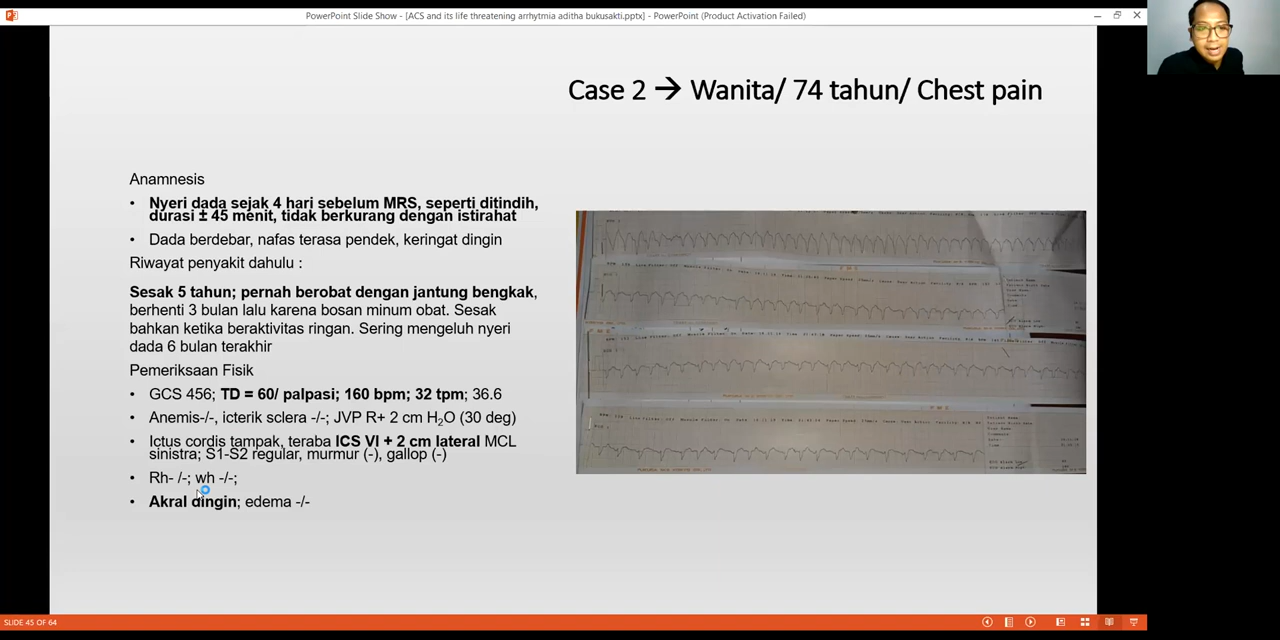 PowerPoint Slide Show - [ACS and its life threatening arrhytmia aditha bukusakti.pptx] - PowerPoint (Product Activation Failed)
Case 2 → Wanita/ 74 tahun/ Chest pain
Anamnesis
• Nyeri dada sejak 4 hari sebelum MRS, seperti ditindih,
durasi ± 45 menit, tidak berkurang dengan istirahat
• Dada berdebar, nafas terasa pendek, keringat dingin
Riwayat penyakit dahulu :
Sesak 5 tahun; pernah berobat dengan jantung bengkak,
berhenti 3 bulan lalu karena bosan minum obat. Sesak
bahkan ketika beraktivitas ringan. Sering mengeluh nyeri
dada 6 bulan terakhir
Pemeriksaan Fisik
• GCS 456; TD = 60/ palpasi; 160 bpm; 32 tpm; 36.6
• Anemis-/-, icterik sclera -/-; JVP R+ 2 cm H₂O (30 deg)
• Ictus cordis tampak, teraba ICS VI + 2 cm lateral MCL
sinistra; S1-S2 regular, murmur (-), gallop (-)
• Rh- /-; wh -/-;
• Akral dingin; edema -/-
SLIDE 45 OF 64